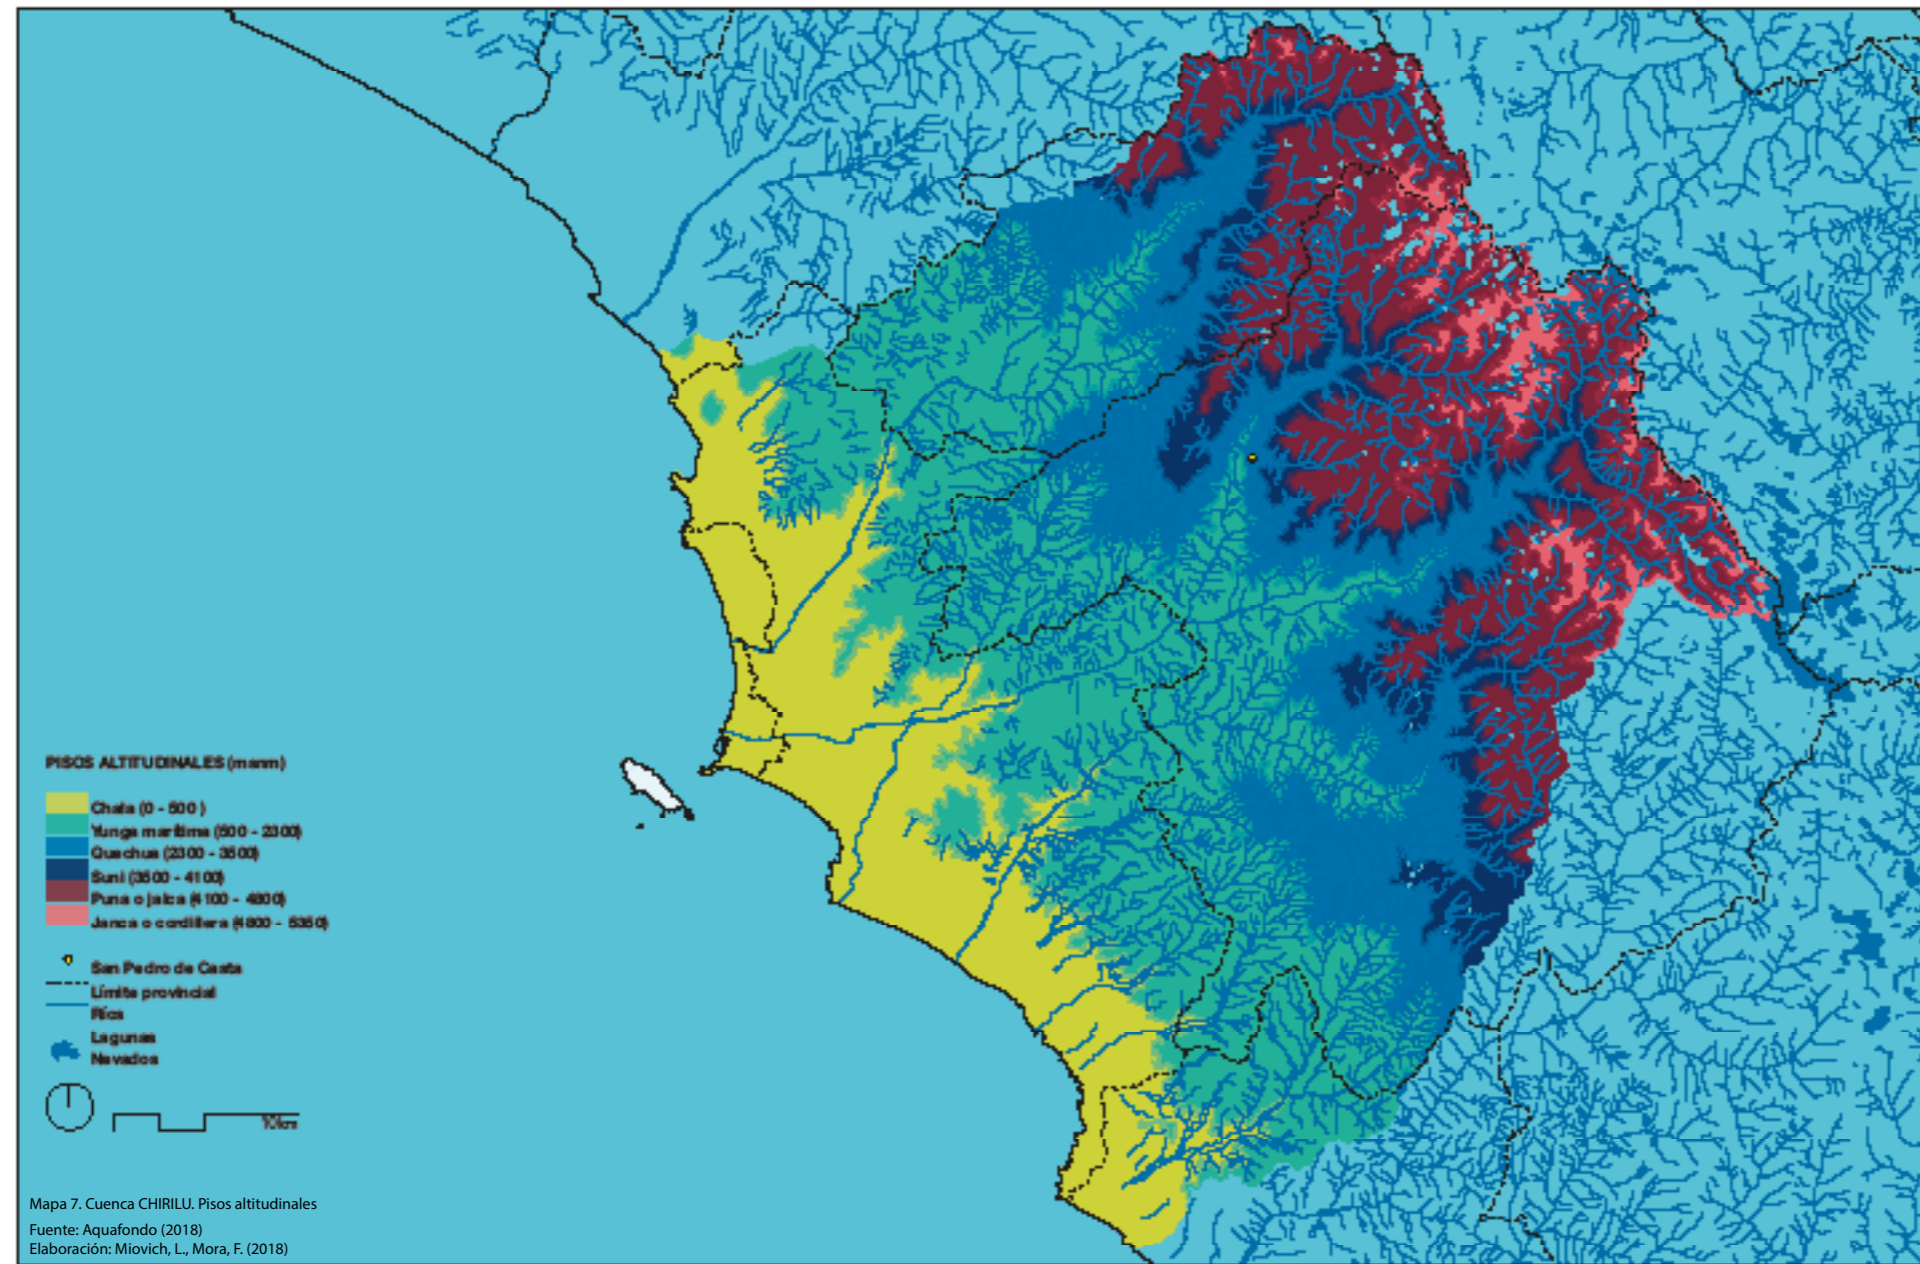 PISOS ALTITUDINALES (msnm)
Chala (0 - 500 )
Yunga marítima (500 - 2300)
Quechua (2300 - 3500)
Suni (3500 - 4100)
Puna o jalca (4100 - 4800)
Janca o cordillera (4800 - 5350)
San Pedro de Casta
Límite provincial
Ríos
Lagunas
Nevados
10km
Mapa 7. Cuenca CHIRILU. Pisos altitudinales
Fuente: Aquafondo (2018)
Elaboración: Miovich, L., Mora, F. (2018)